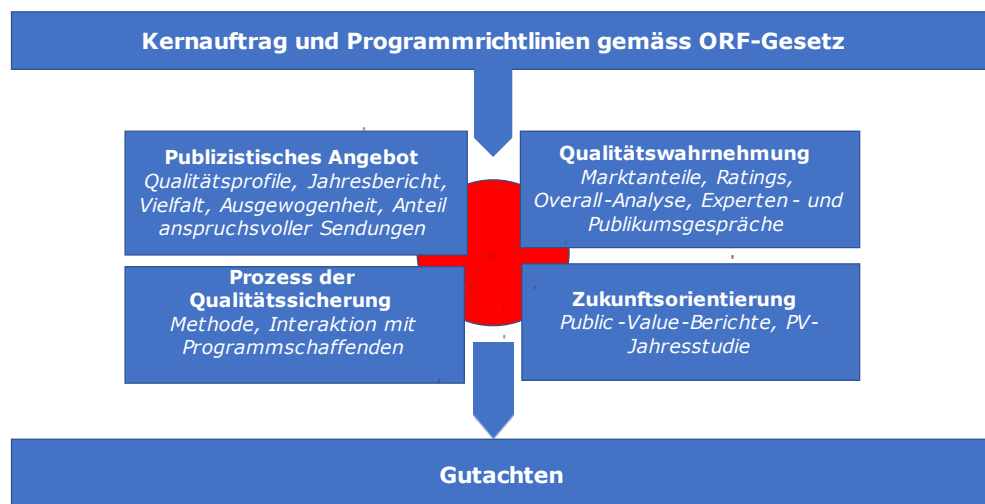 Kernauftrag und Programmrichtlinien gemäss ORF-Gesetz
Publizistisches Angebot
Qualitätsprofile, Jahresbericht,
Vielfalt, Ausgewogenheit, Anteil
anspruchsvoller Sendungen
Qualitätswahrnehmung
Marktanteile, Ratings,
Overall-Analyse, Experten- und
Publikumsgespräche
Prozess der
Qualitätssicherung
Methode, Interaktion mit
Programmschaffenden
Zukunftsorientierung
Public-Value-Berichte, PV-
Jahresstudie
Gutachten